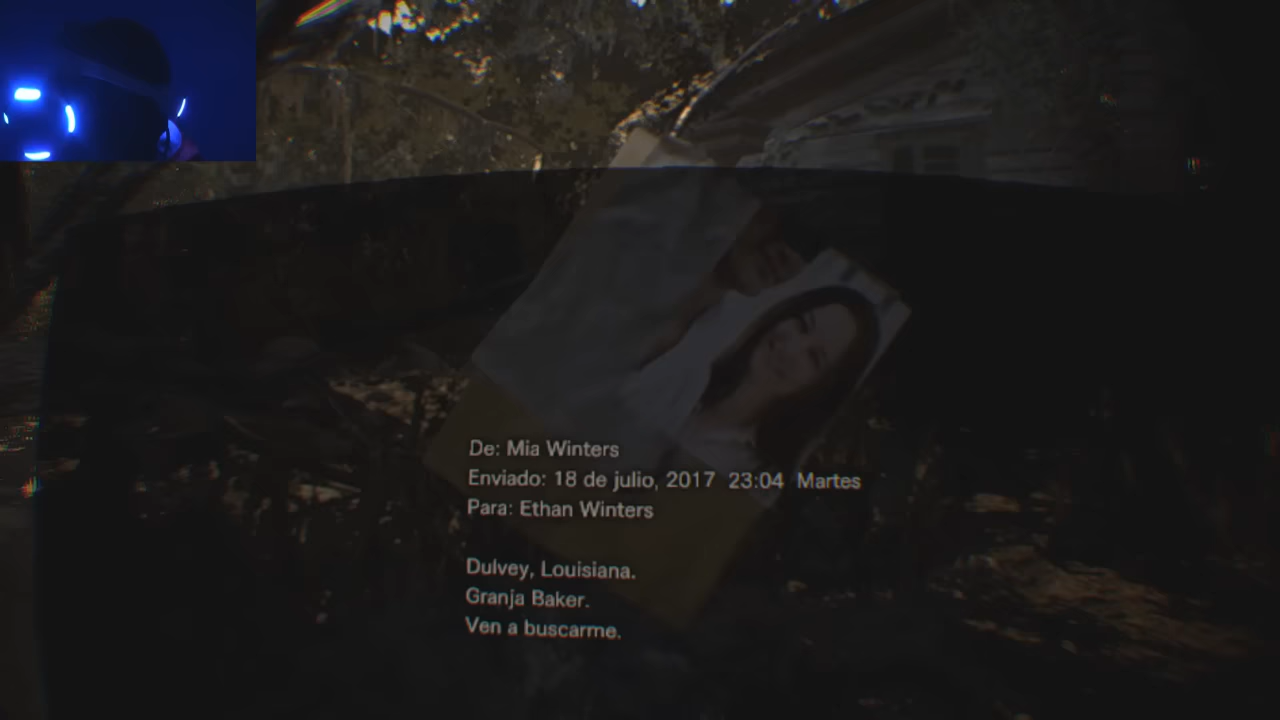 De: Mia Winters
Enviado: 18 de julio, 2017  23:04  Martes
Para: Ethan Winters
Dulvey, Louisiana.
Granja Baker.
Ven a buscarme.